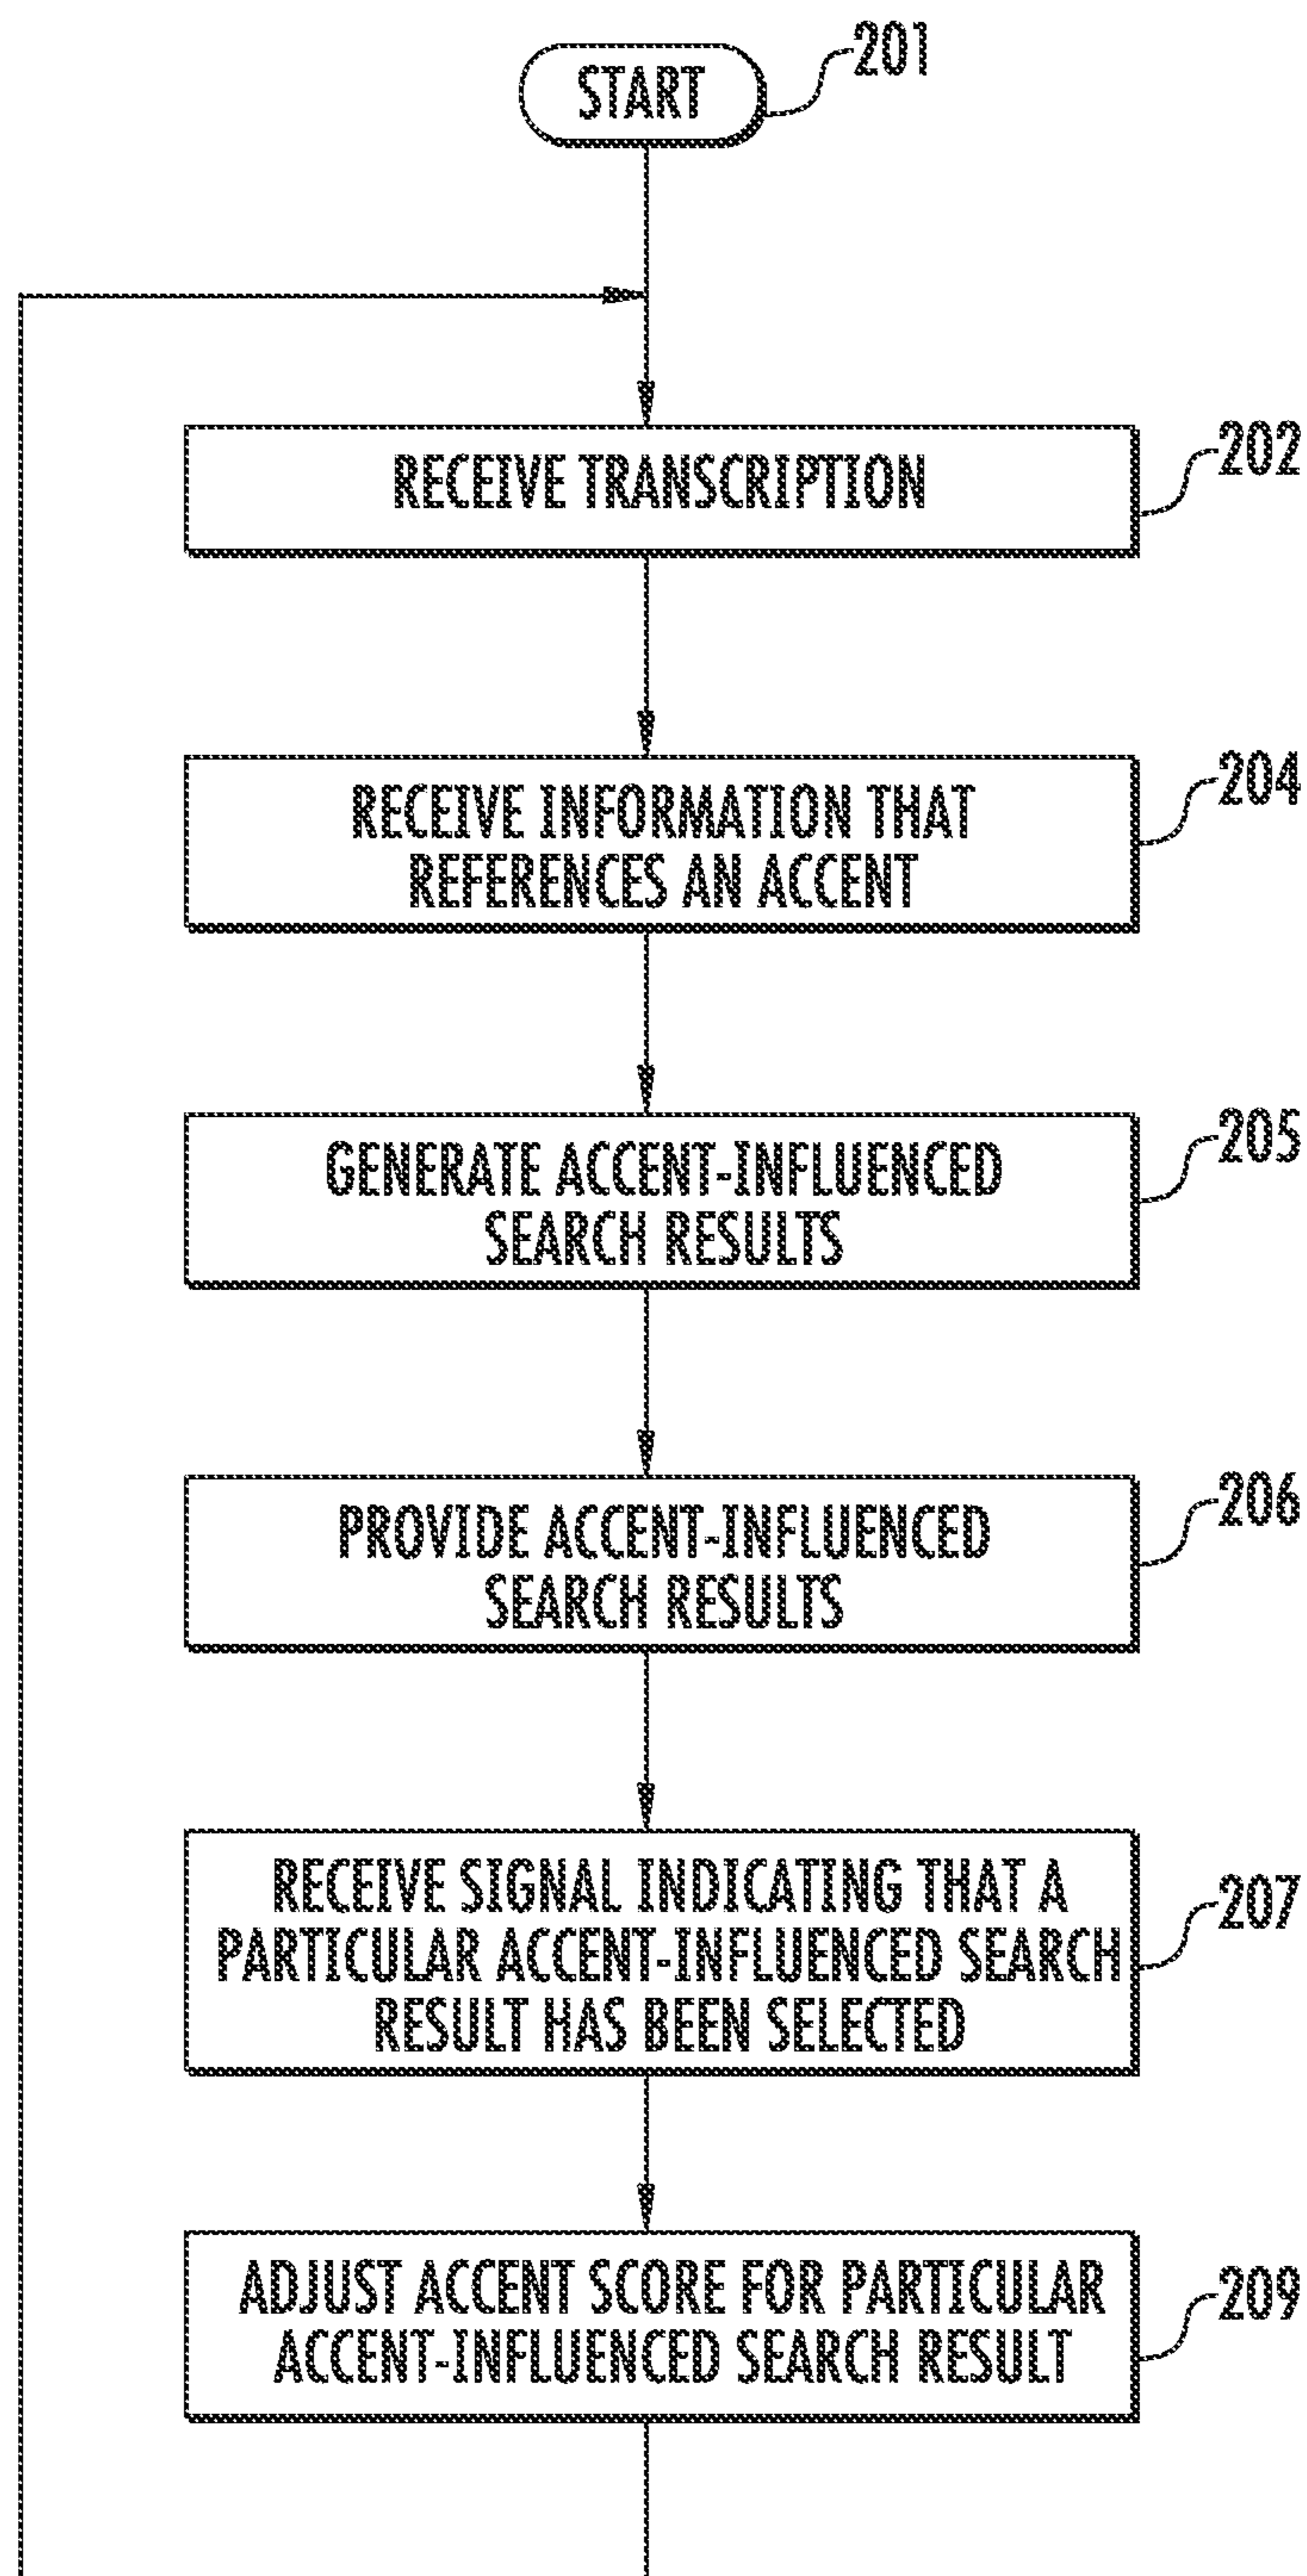 START
201
RECEIVE TRANSCRIPTION
202
RECEIVE INFORMATION THAT
REFERENCES AN ACCENT
204
GENERATE ACCENT-INFLUENCED
SEARCH RESULTS
205
PROVIDE ACCENT-INFLUENCED
SEARCH RESULTS
206
RECEIVE SIGNAL INDICATING THAT A
PARTICULAR ACCENT-INFLUENCED SEARCH
RESULT HAS BEEN SELECTED
207
ADJUST ACCENT SCORE FOR PARTICULAR
ACCENT-INFLUENCED SEARCH RESULT
209